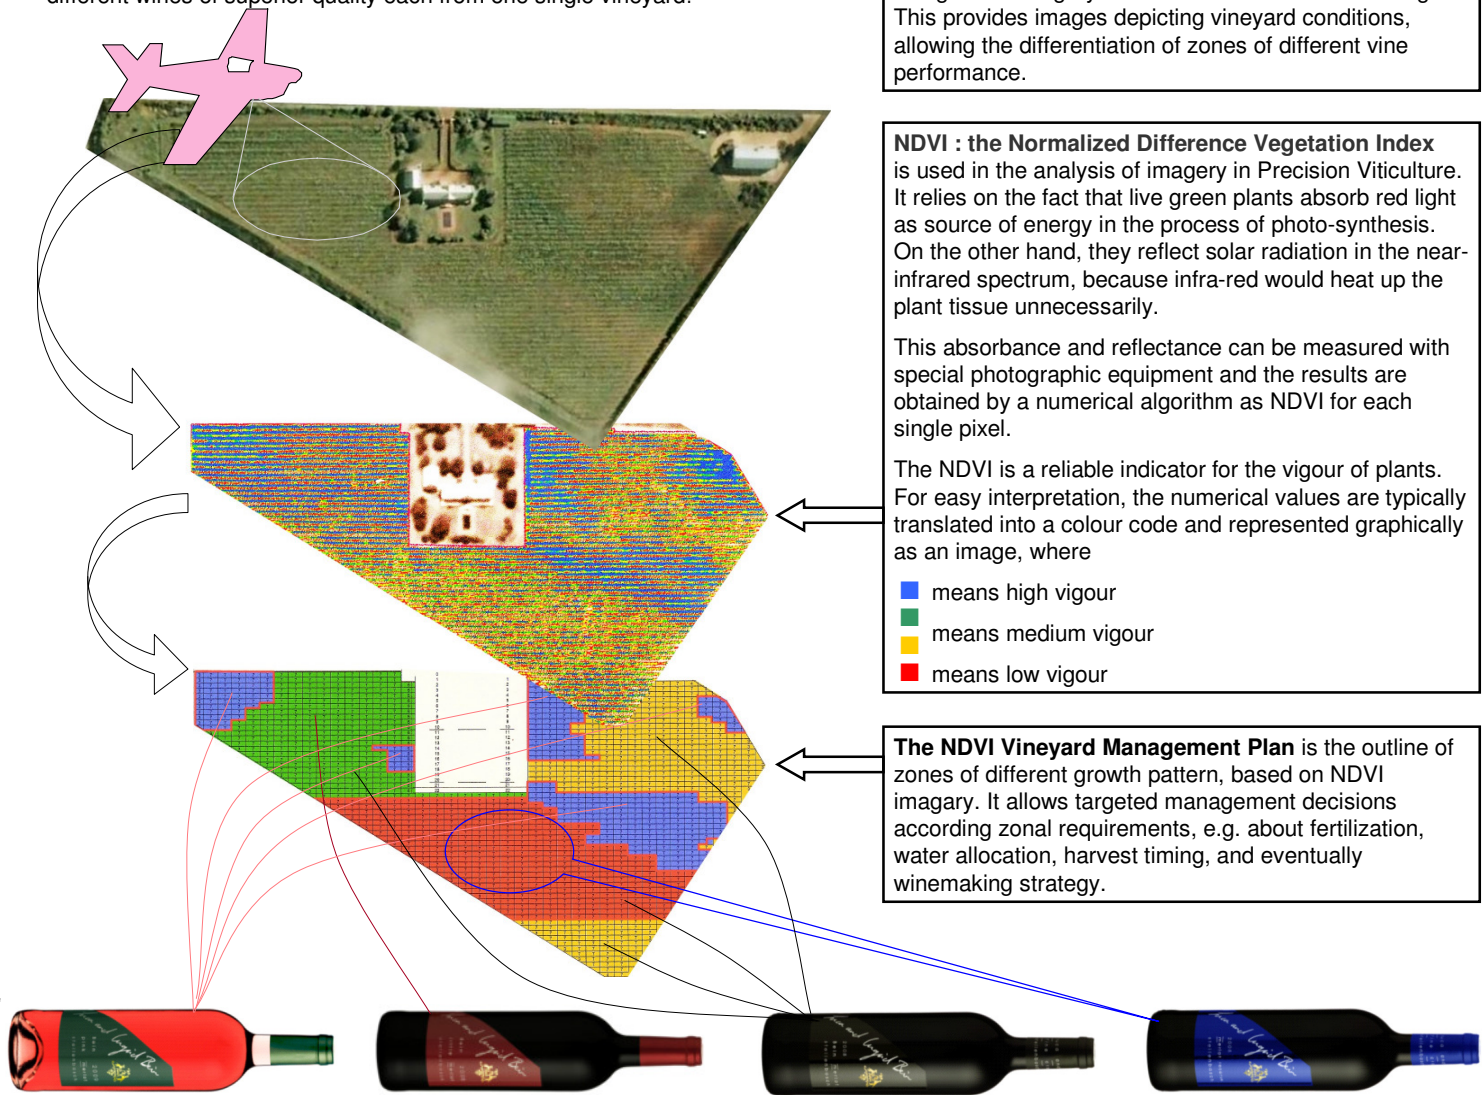 This provides images depicting vineyard conditions,
allowing the differentiation of zones of different vine
performance.
NDVI : the Normalized Difference Vegetation Index
is used in the analysis of imagery in Precision Viticulture.
It relies on the fact that live green plants absorb red light
as source of energy in the process of photo-synthesis.
On the other hand, they reflect solar radiation in the near-
infrared spectrum, because infra-red would heat up the
plant tissue unnecessarily.
This absorbance and reflectance can be measured with
special photographic equipment and the results are
obtained by a numerical algorithm as NDVI for each
single pixel.
The NDVI is a reliable indicator for the vigour of plants.
For easy interpretation, the numerical values are typically
translated into a colour code and represented graphically
as an image, where
means high vigour
means medium vigour
means low vigour
The NDVI Vineyard Management Plan is the outline of
zones of different growth pattern, based on NDVI
imagary. It allows targeted management decisions
according zonal requirements, e.g. about fertilization,
water allocation, harvest timing, and eventually
winemaking strategy.